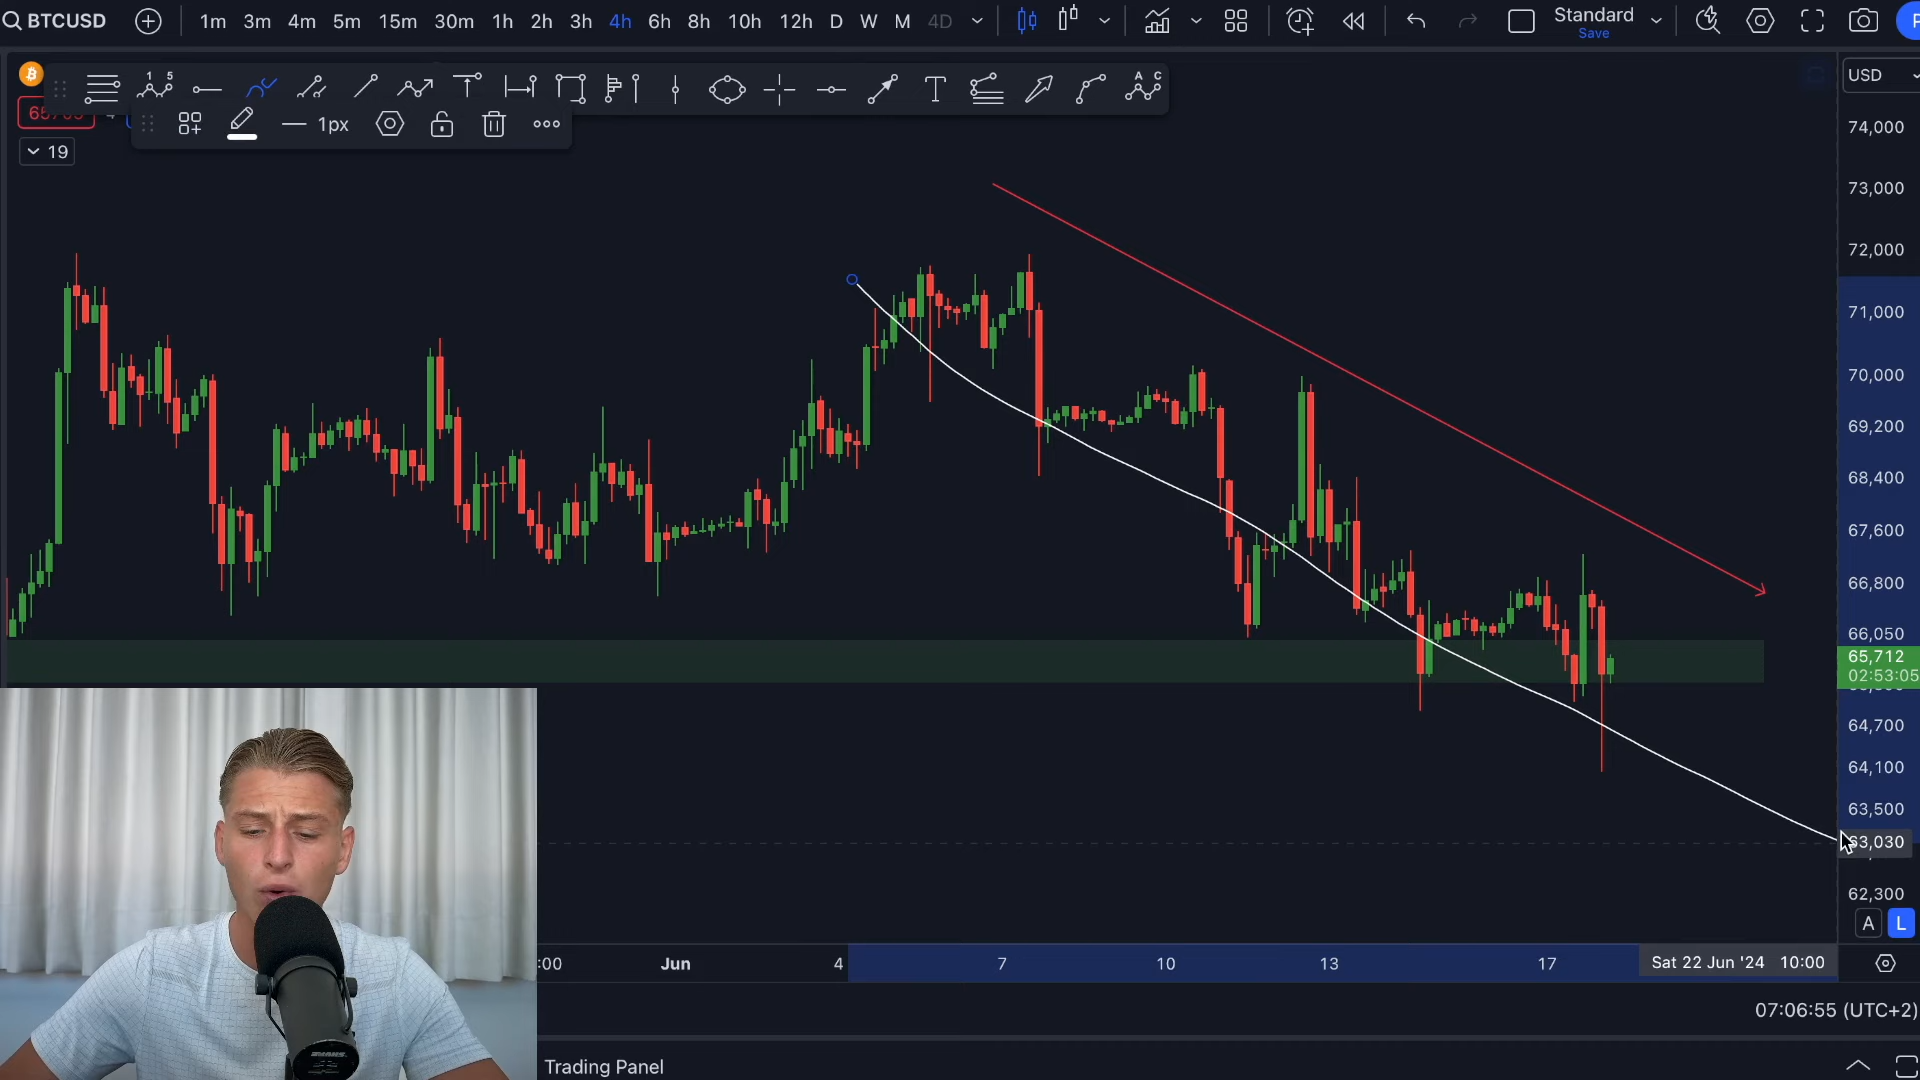 BTCUSD 1m 3m 4m 5m 15m 30m 1h 2h 3h 4h 6h 8h 10h 12h D W M 4D Standard
Save
USD
1 5
T
A C
1px
19
74,000
73,000
72,000
71,000
70,000
69,200
68,400
67,600
66,800
66,050
65,712
02:53:05
64,700
64,100
63,500
63,030
62,300
A L
:00 Jun 4 7 10 13 17 Sat 22 Jun '24 10:00
07:06:55 (UTC+2)
Trading Panel